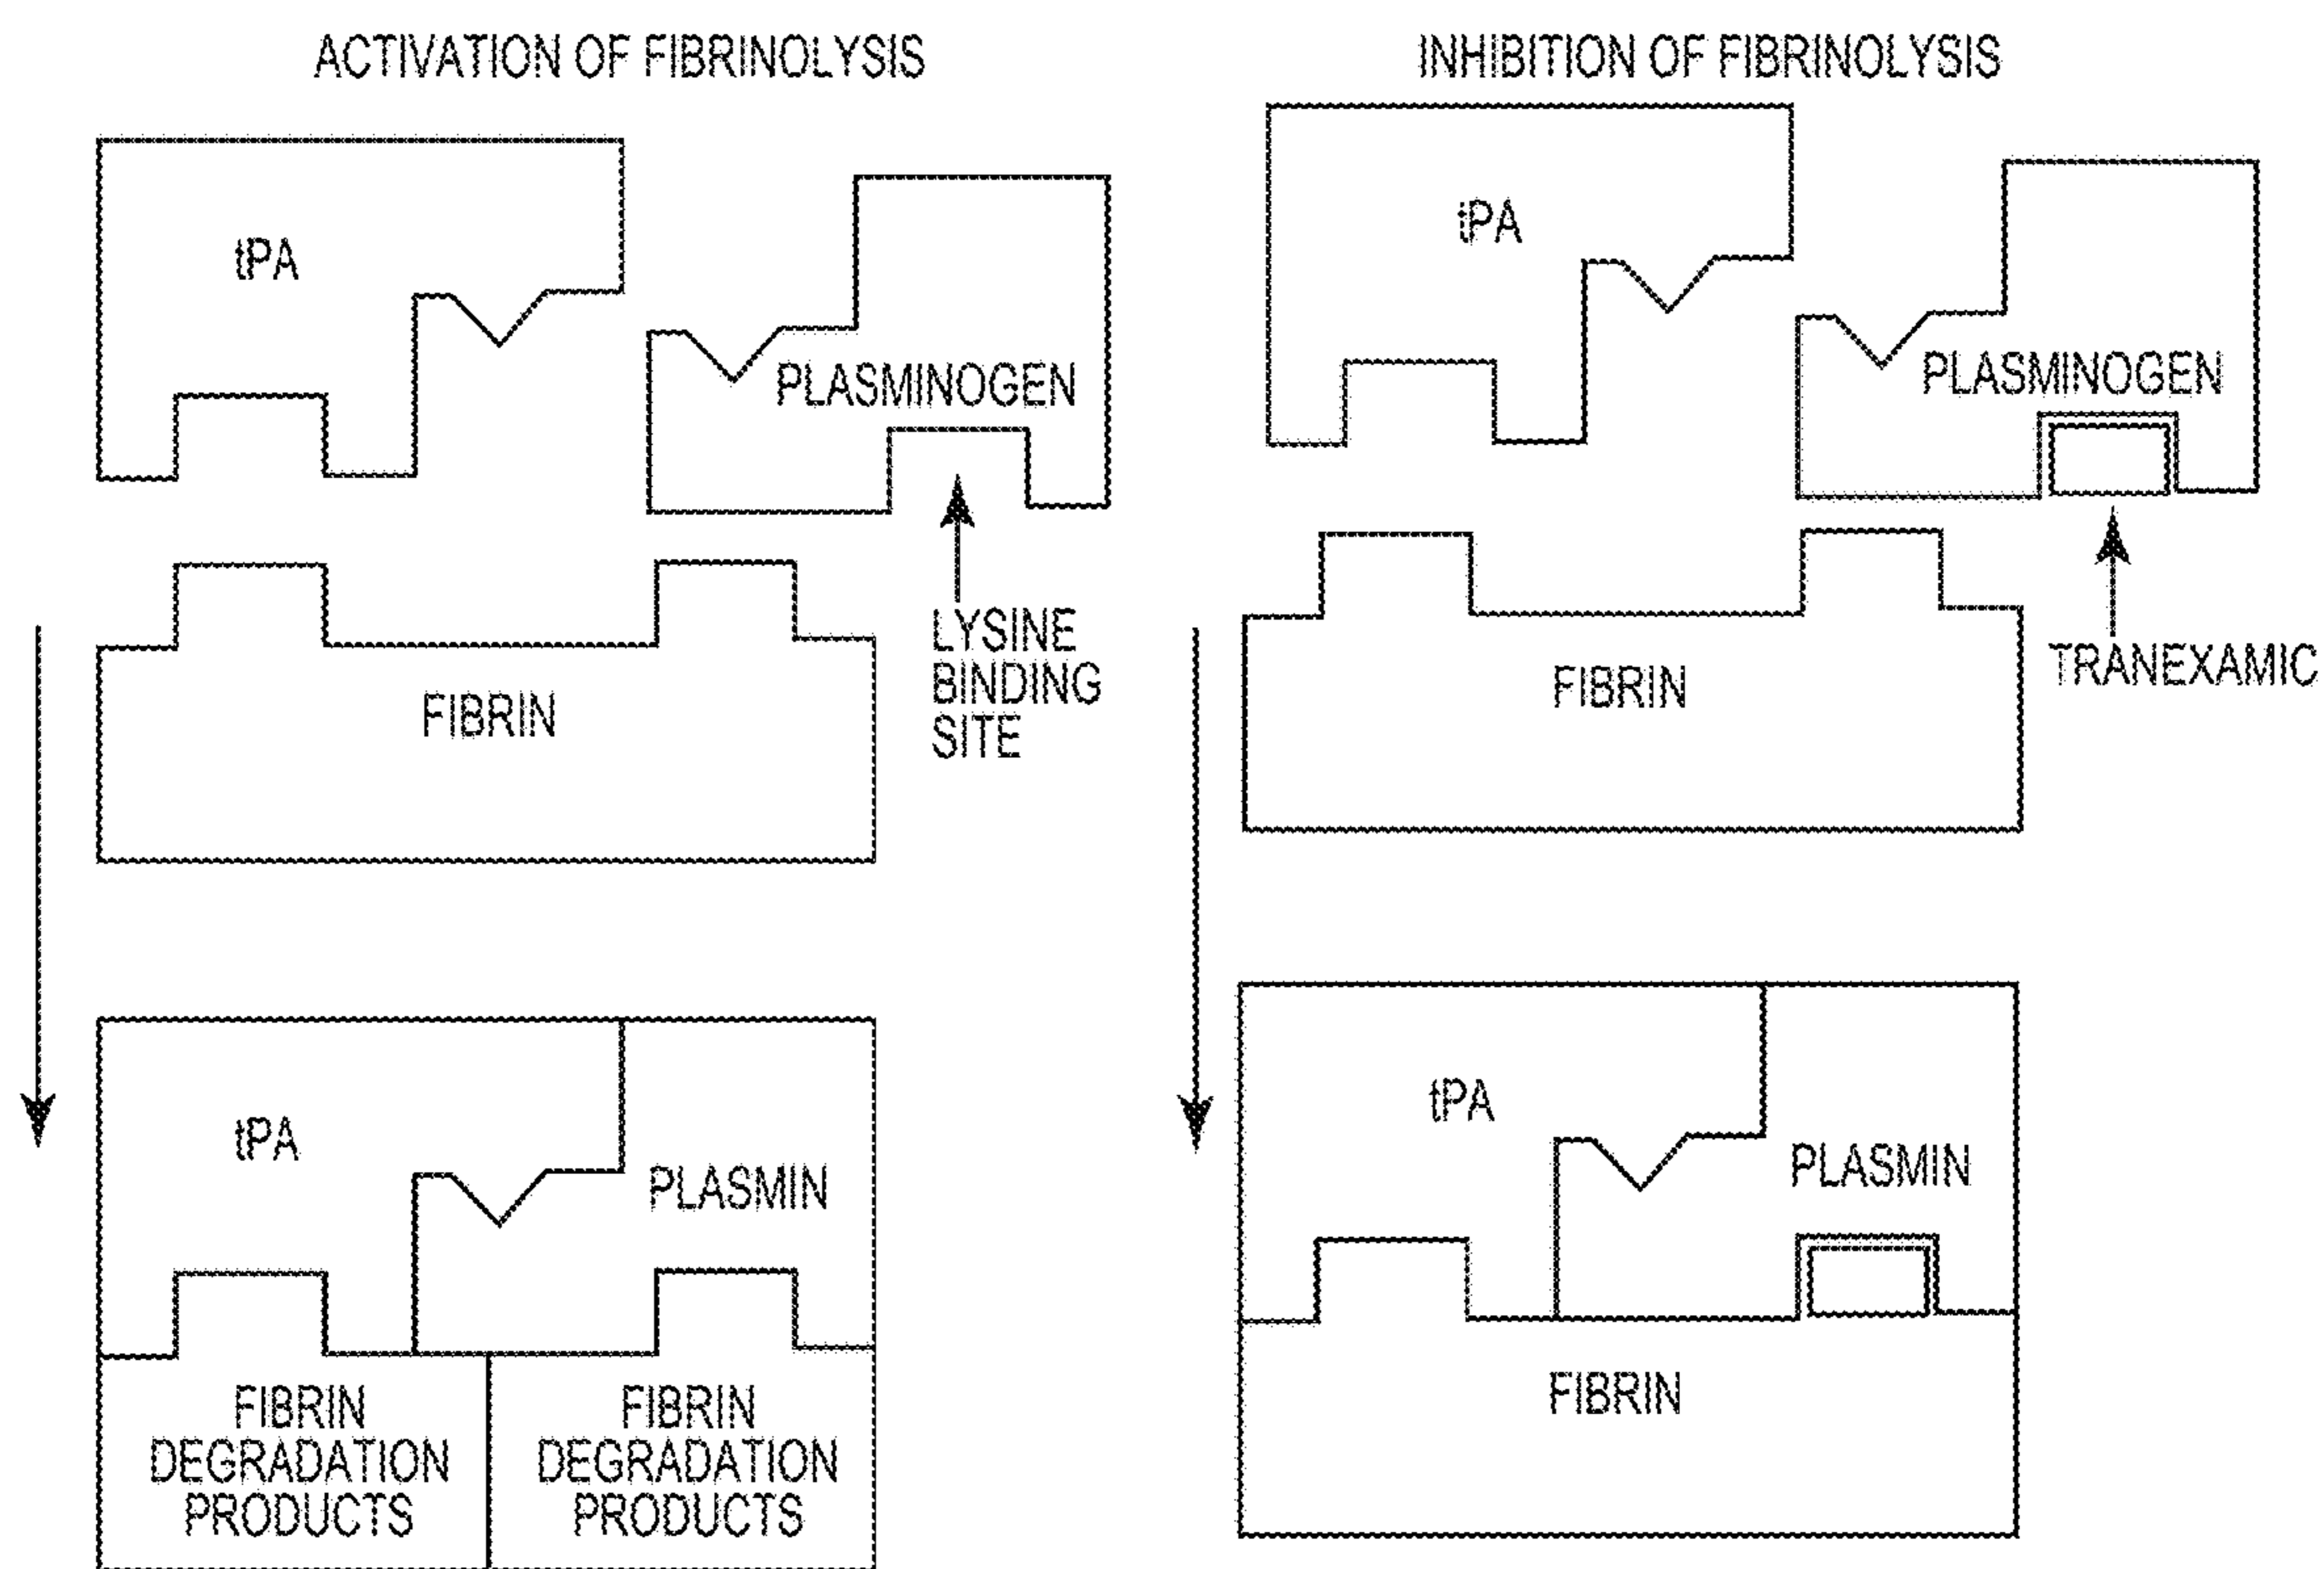 ACTIVATION OF FIBRINOLYSIS
tPA
PLASMINOGEN
LYSINE
BINDING
SITE
FIBRIN
tPA
PLASMIN
FIBRIN
DEGRADATION
PRODUCTS
FIBRIN
DEGRADATION
PRODUCTS
INHIBITION OF FIBRINOLYSIS
tPA
PLASMINOGEN
TRANEXAMIC
FIBRIN
tPA
PLASMIN
FIBRIN